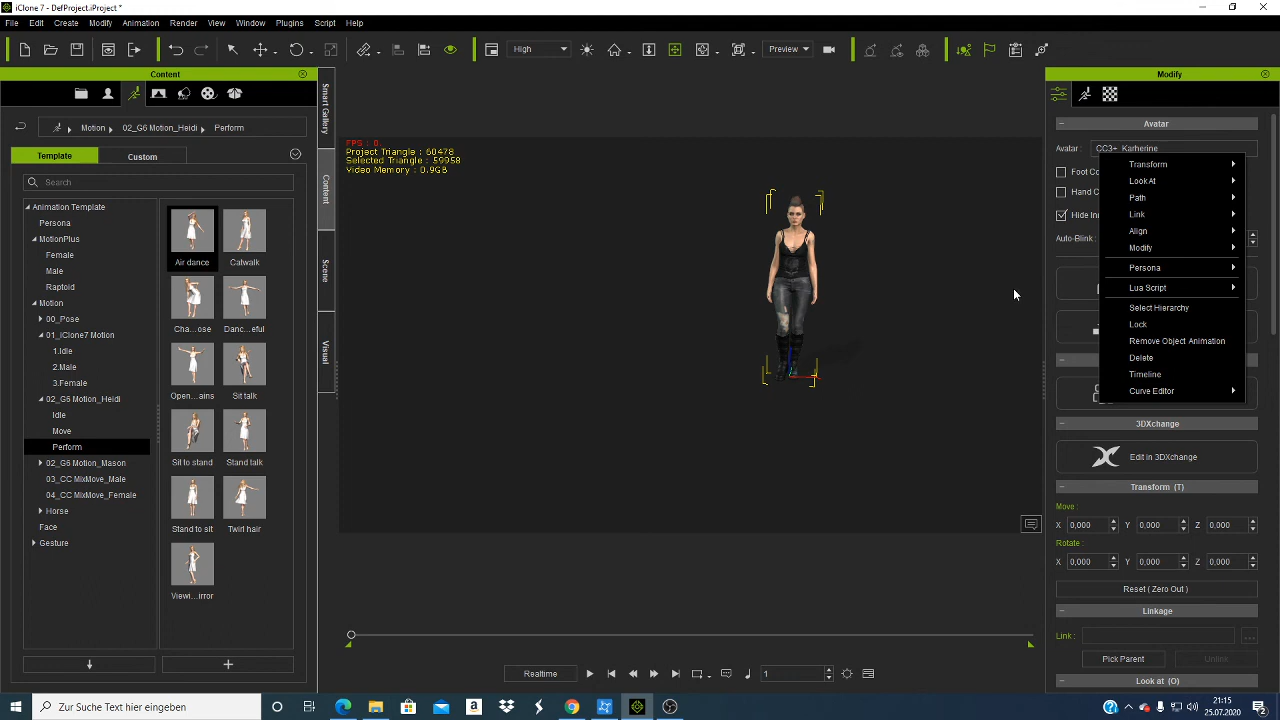 iClone 7 - DefProject.iProject *
File Edit Create Modify Animation Render View Window Plugins Script Help
High
Preview
Content
Modify
Motion 02_G6 Motion_Heidi Perform
Template Custom
Search
Animation Template
Persona
MotionPlus
Female
Male
Raptoid
Motion
00_Pose
01_iClone7 Motion
1.Idle
2.Male
3.Female
02_G6 Motion_Heidi
Idle
Move
Perform
02_G6 Motion_Mason
03_CC MixMove_Male
04_CC MixMove_Female
Horse
Face
Gesture
Air dance Catwalk
Cha...ose Danc...eful
Open...ains Sit talk
Sit to stand Stand talk
Stand to sit Twirl hair
Viewi...irror
Smart Gallery
Content
Scene
Visual
FPS : 0.
Project Triangle : 60478
Selected Triangle : 59958
Video Memory : 0.9GB
Avatar
Avatar: CC3+_Katherine
Foot Co
Hand C
Hide In
Auto-Blink:
Transform
Look At
Path
Link
Align
Modify
Persona
Lua Script
Select Hierarchy
Lock
Remove Object Animation
Delete
Timeline
Curve Editor
3DXchange
Edit in 3DXchange
Transform (T)
Move :
X 0,000 Y 0,000 Z 0,000
Rotate :
X 0,000 Y 0,000 Z 0,000
Reset ( Zero Out )
Linkage
Link :
Pick Parent Unlink
Look at (O)
Realtime
1
Zur Suche Text hier eingeben
21:15
25.07.2020
2